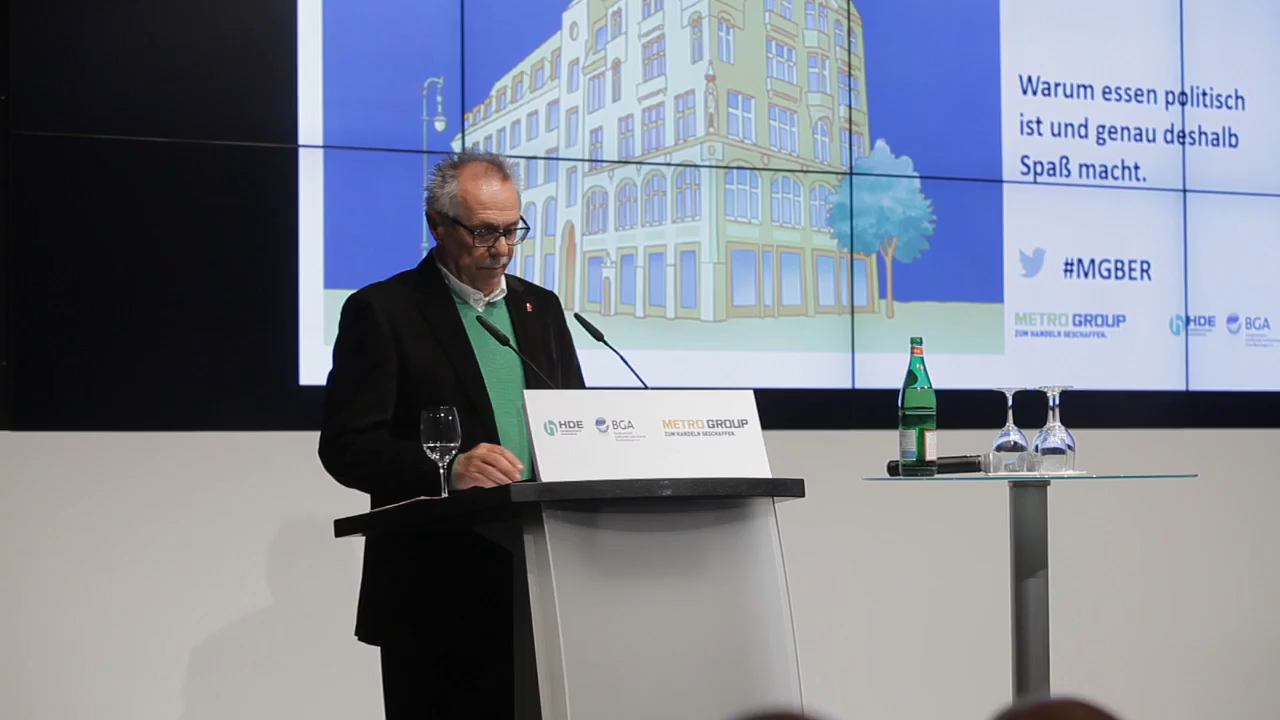 Warum essen politisch
ist und genau deshalb
Spaß macht.
#MGBER
METRO GROUP
ZUM HANDELN GESCHAFFEN.
HDE
BGA
HDE
BGA
METRO GROUP
ZUM HANDELN GESCHAFFEN.